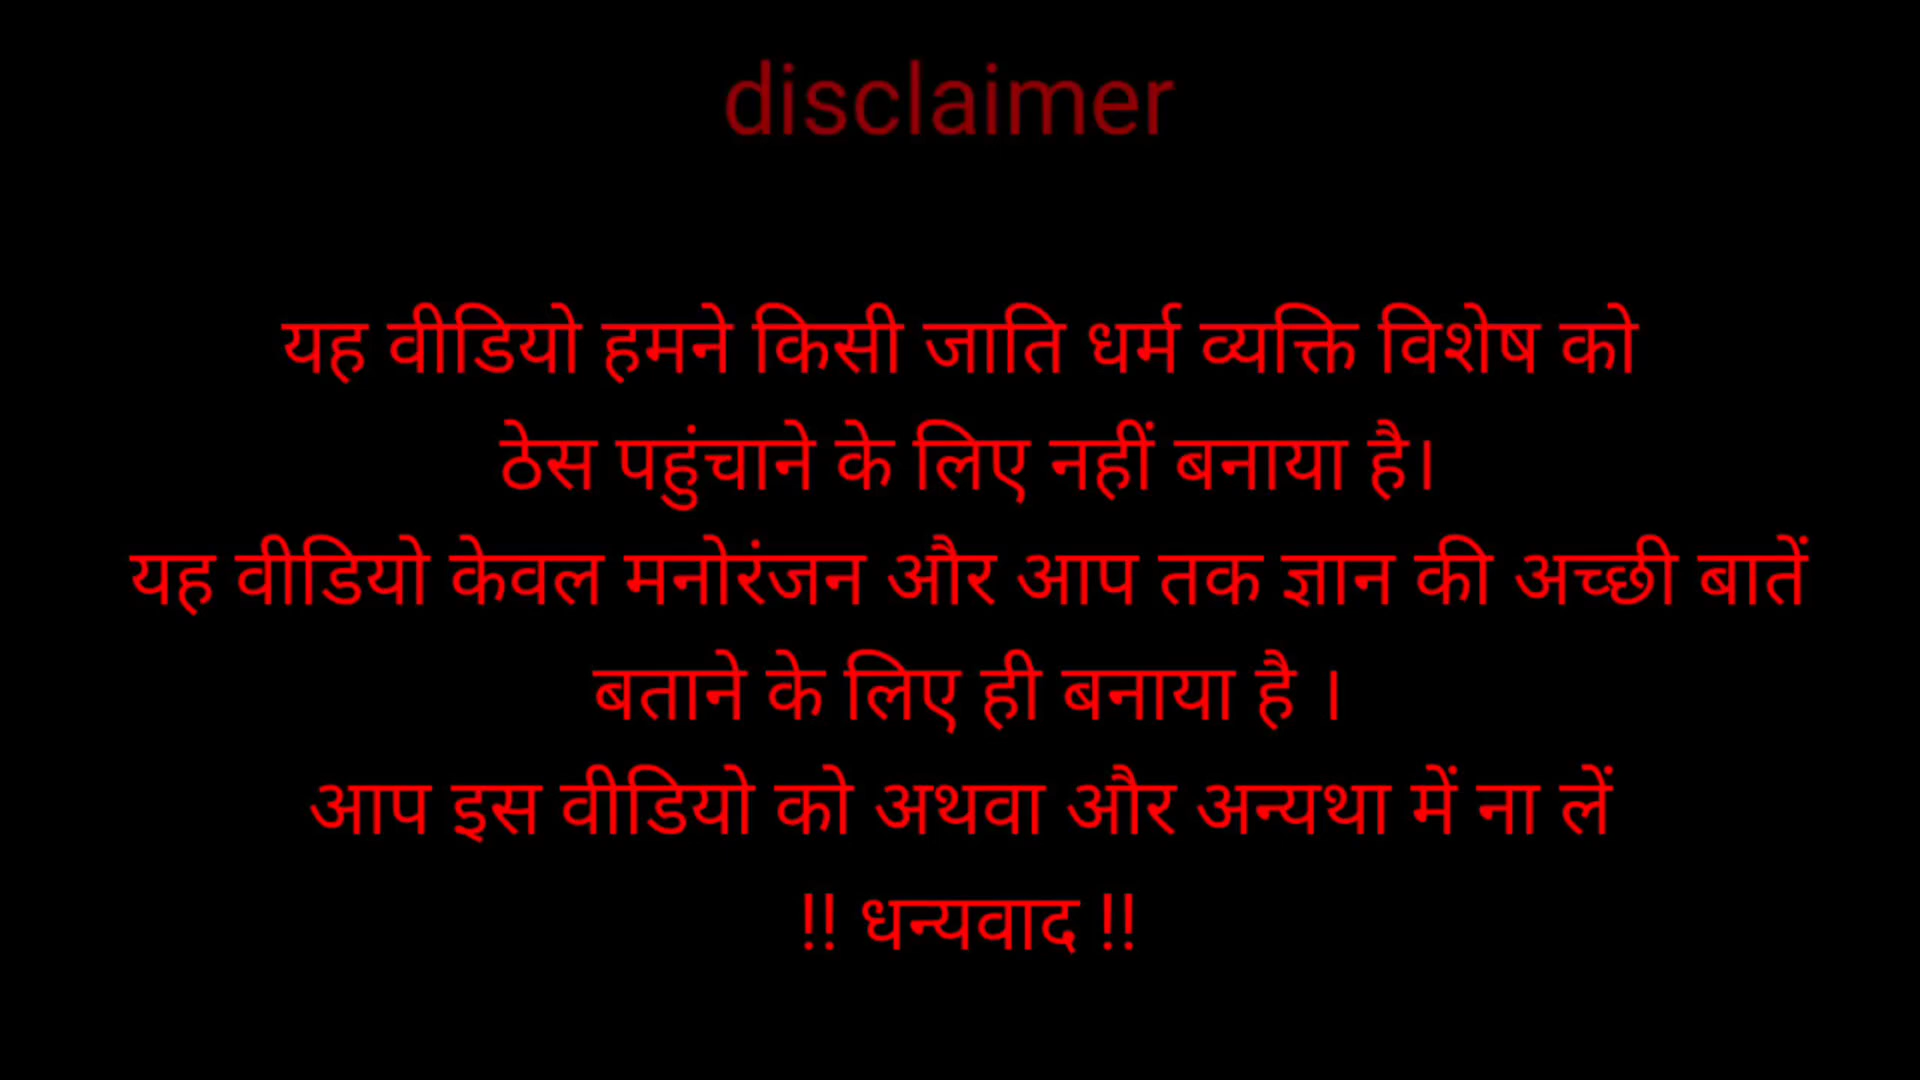 disclaimer
यह वीडियो हमने किसी जाति धर्म व्यक्ति विशेष को
ठेस पहुंचाने के लिए नहीं बनाया है।
यह वीडियो केवल मनोरंजन और आप तक ज्ञान की अच्छी बातें
बताने के लिए ही बनाया है ।
आप इस वीडियो को अथवा और अन्यथा में ना लें
!! धन्यवाद !!